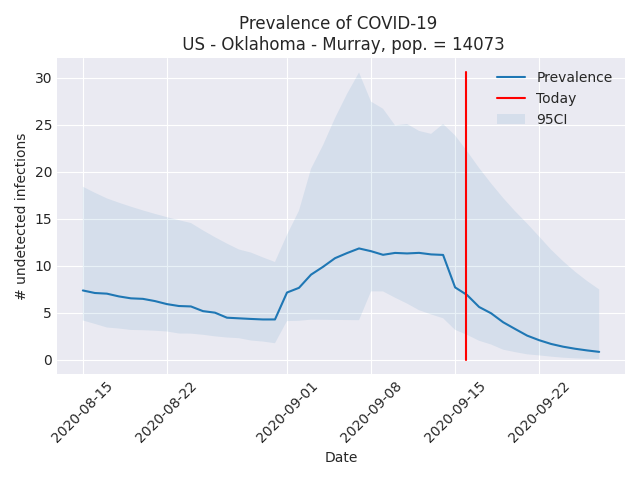 Prevalence of COVID-19
US - Oklahoma - Murray, pop. = 14073
Prevalence
Today
95CI
# undetected infections
30
25
20
15
10
5
0
2020-08-15
2020-08-22
2020-09-01
2020-09-08
2020-09-15
2020-09-22
Date